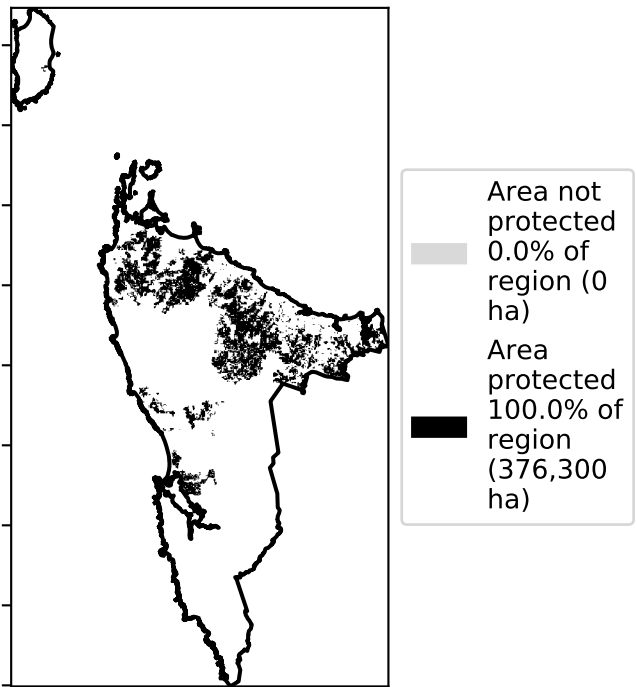 Area not
protected
0.0% of
region (0
ha)
Area
protected
100.0% of
region
(376,300
ha)